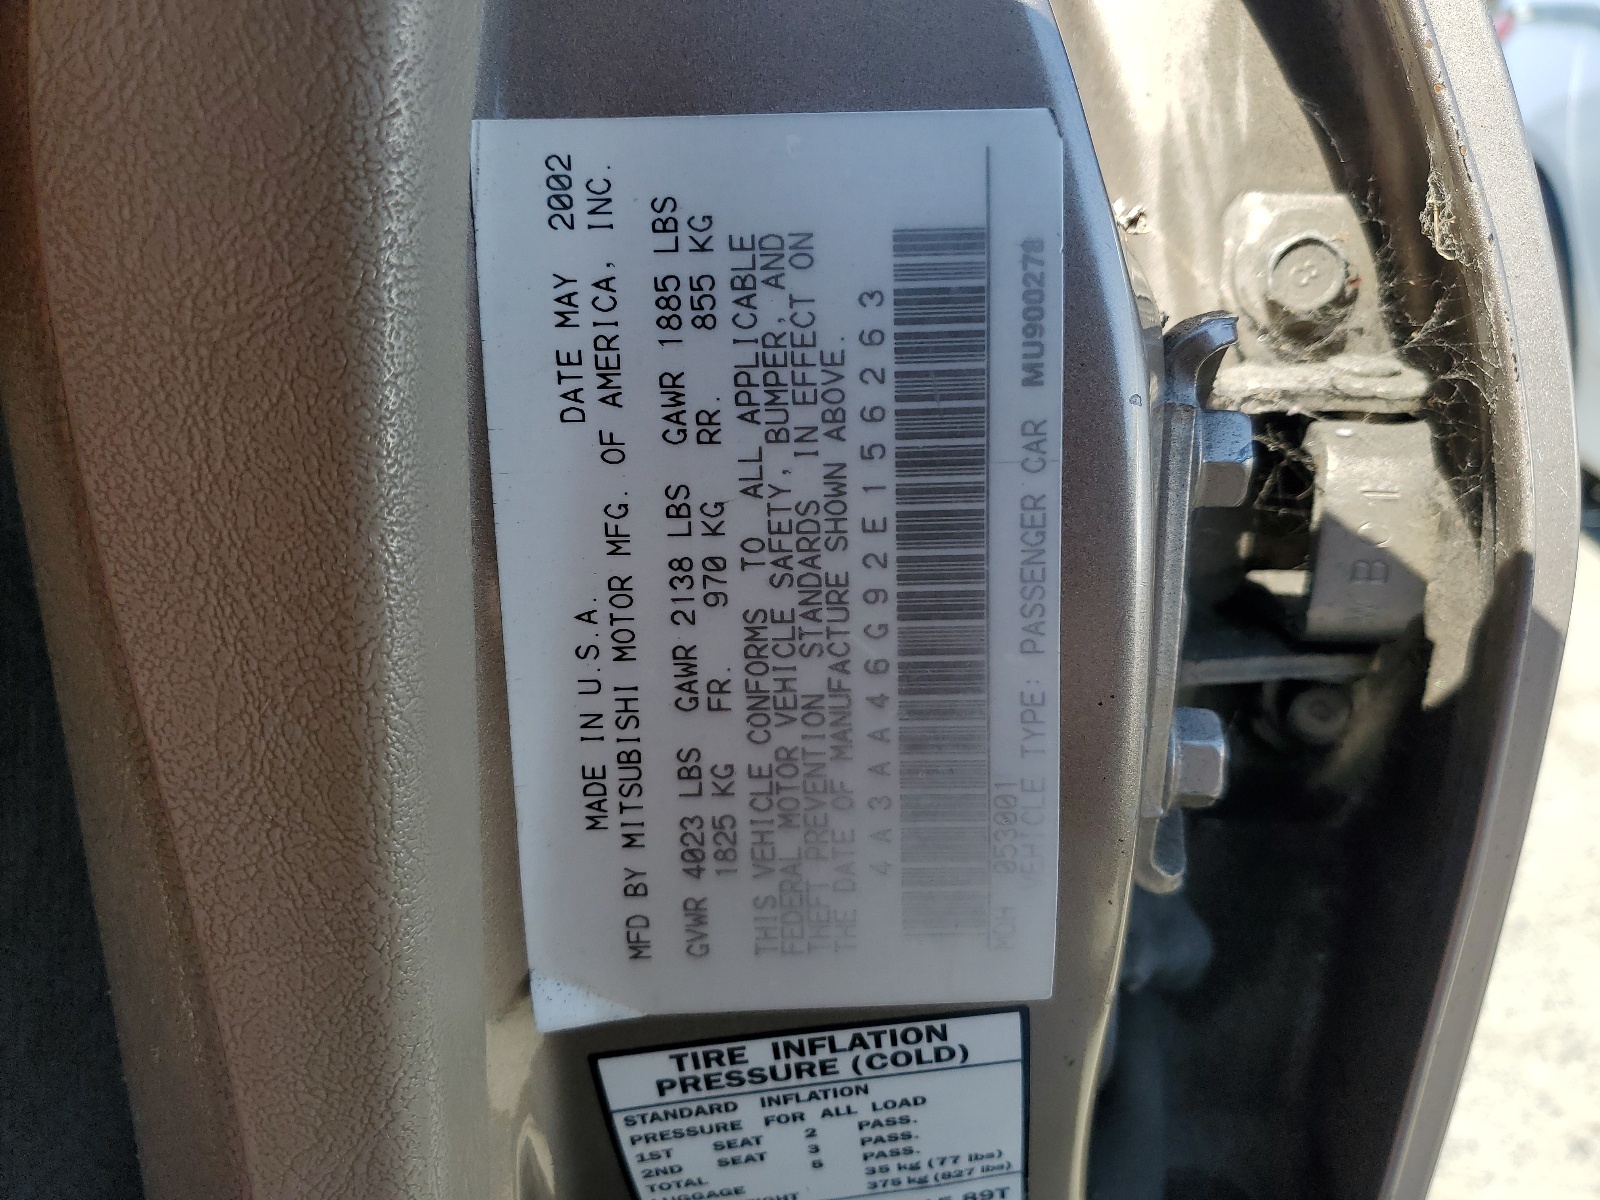 DATE MAY 2002
MADE IN U.S.A.
MFD BY MITSUBISHI MOTOR MFG. OF AMERICA, INC.
GVWR 4023 LBS GAWR 2138 LBS GAWR 1885 LBS
1825 KG FR. 970 KG RR. 855 KG
THIS VEHICLE CONFORMS TO ALL APPLICABLE
FEDERAL MOTOR VEHICLE SAFETY, BUMPER, AND
THEFT PREVENTION STANDARDS IN EFFECT ON
THE DATE OF MANUFACTURE SHOWN ABOVE.
4A3AA46G92E156263
MCH 053001
VEHICLE TYPE: PASSENGER CAR MU900278
TIRE INFLATION
PRESSURE (COLD)
STANDARD INFLATION
PRESSURE FOR ALL LOAD
1ST SEAT 2 PASS.
2ND SEAT 3 PASS.
TOTAL 5 PASS.
LUGGAGE 35 kg (77 lbs)
375 kg (827 lbs)
89T
8